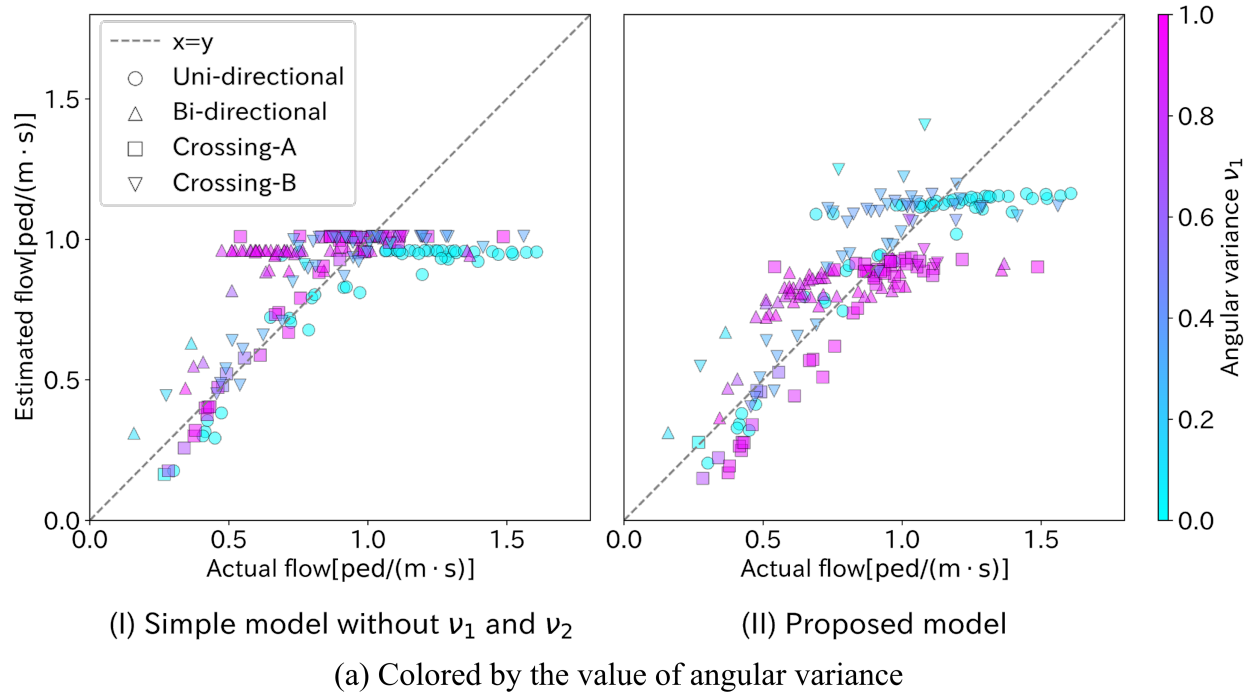 x=y
Uni-directional
Bi-directional
Crossing-A
Crossing-B
Estimated flow[ped/(m · s)]
1.5
1.0
0.5
0.0
0.0 0.5 1.0 1.5
Actual flow[ped/(m · s)]
(I) Simple model without ν₁ and ν₂
0.0 0.5 1.0 1.5
Actual flow[ped/(m · s)]
(II) Proposed model
1.0
0.8
0.6
0.4
0.2
0.0
Angular variance ν₁
(a) Colored by the value of angular variance